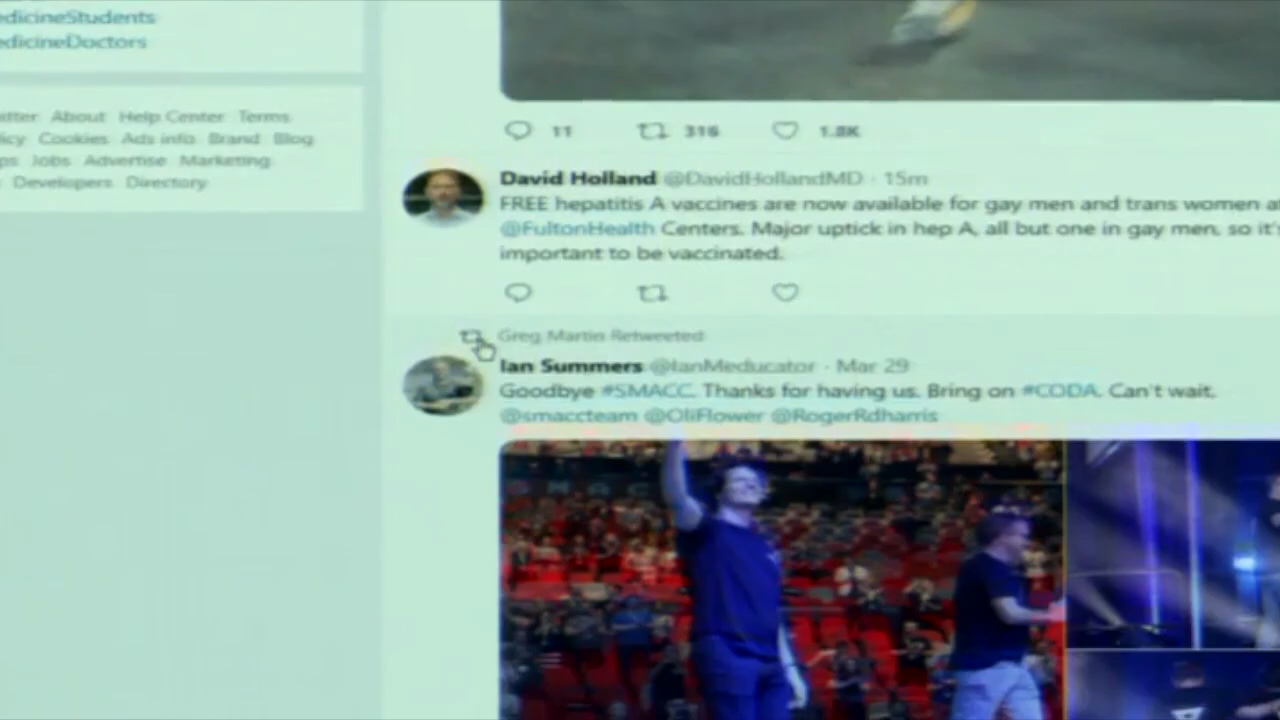 edicineStudents
edicineDoctors
itter About Help Center Terms
licy Cookies Ads info Brand Blog
ps Jobs Advertise Marketing
Developers Directory
11 316 1.8K
David Holland @DavidHollandMD · 15m
FREE hepatitis A vaccines are now available for gay men and trans women at
@FultonHealth Centers. Major uptick in hep A, all but one in gay men, so it's
important to be vaccinated.
Greg Martin Retweeted
Ian Summers @IanMeducator · Mar 29
Goodbye #SMACC. Thanks for having us. Bring on #CODA. Can't wait.
@smaccteam @OliFlower @RogerRdharris